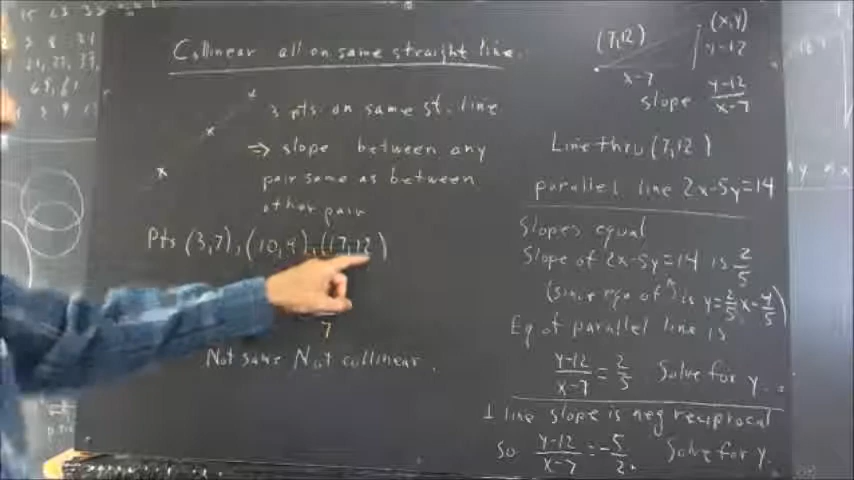 Collinear all on same straight line.
3 pts on same st. line
⇒ slope between any
pair same as between
other pair
Pts (3,7), (10,9), (17,12)
7
Not same Not collinear.
(7,12)
(x,y)
y-12
x-7
slope y-12/x-7
Line thru (7,12)
parallel line 2x-5y=14
Slopes equal
Slope of 2x-5y=14 is 2/5
Eq of parallel line is
y-12/x-7 = 2/5 . Solve for y.
⊥ line slope is neg reciprocal
so y-12/x-7 = -5/2. Solve for y.